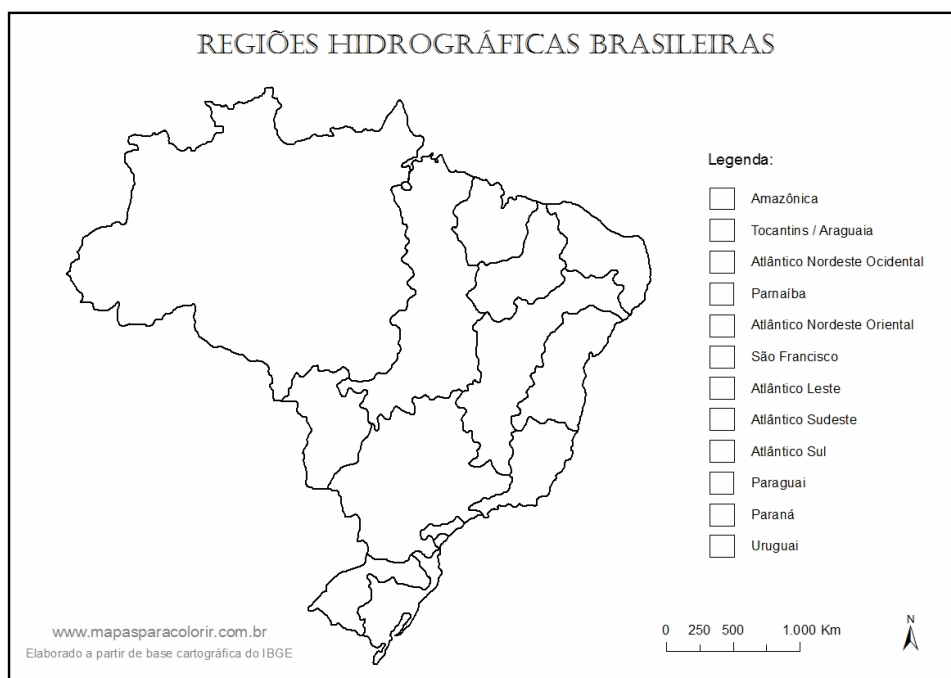 REGIÕES HIDROGRÁFICAS BRASILEIRAS
Legenda:
Amazônica
Tocantins / Araguaia
Atlântico Nordeste Ocidental
Parnaíba
Atlântico Nordeste Oriental
São Francisco
Atlântico Leste
Atlântico Sudeste
Atlântico Sul
Paraguai
Paraná
Uruguai
www.mapasparacolorir.com.br
Elaborado a partir de base cartográfica do IBGE
0 250 500 1.000 Km
N